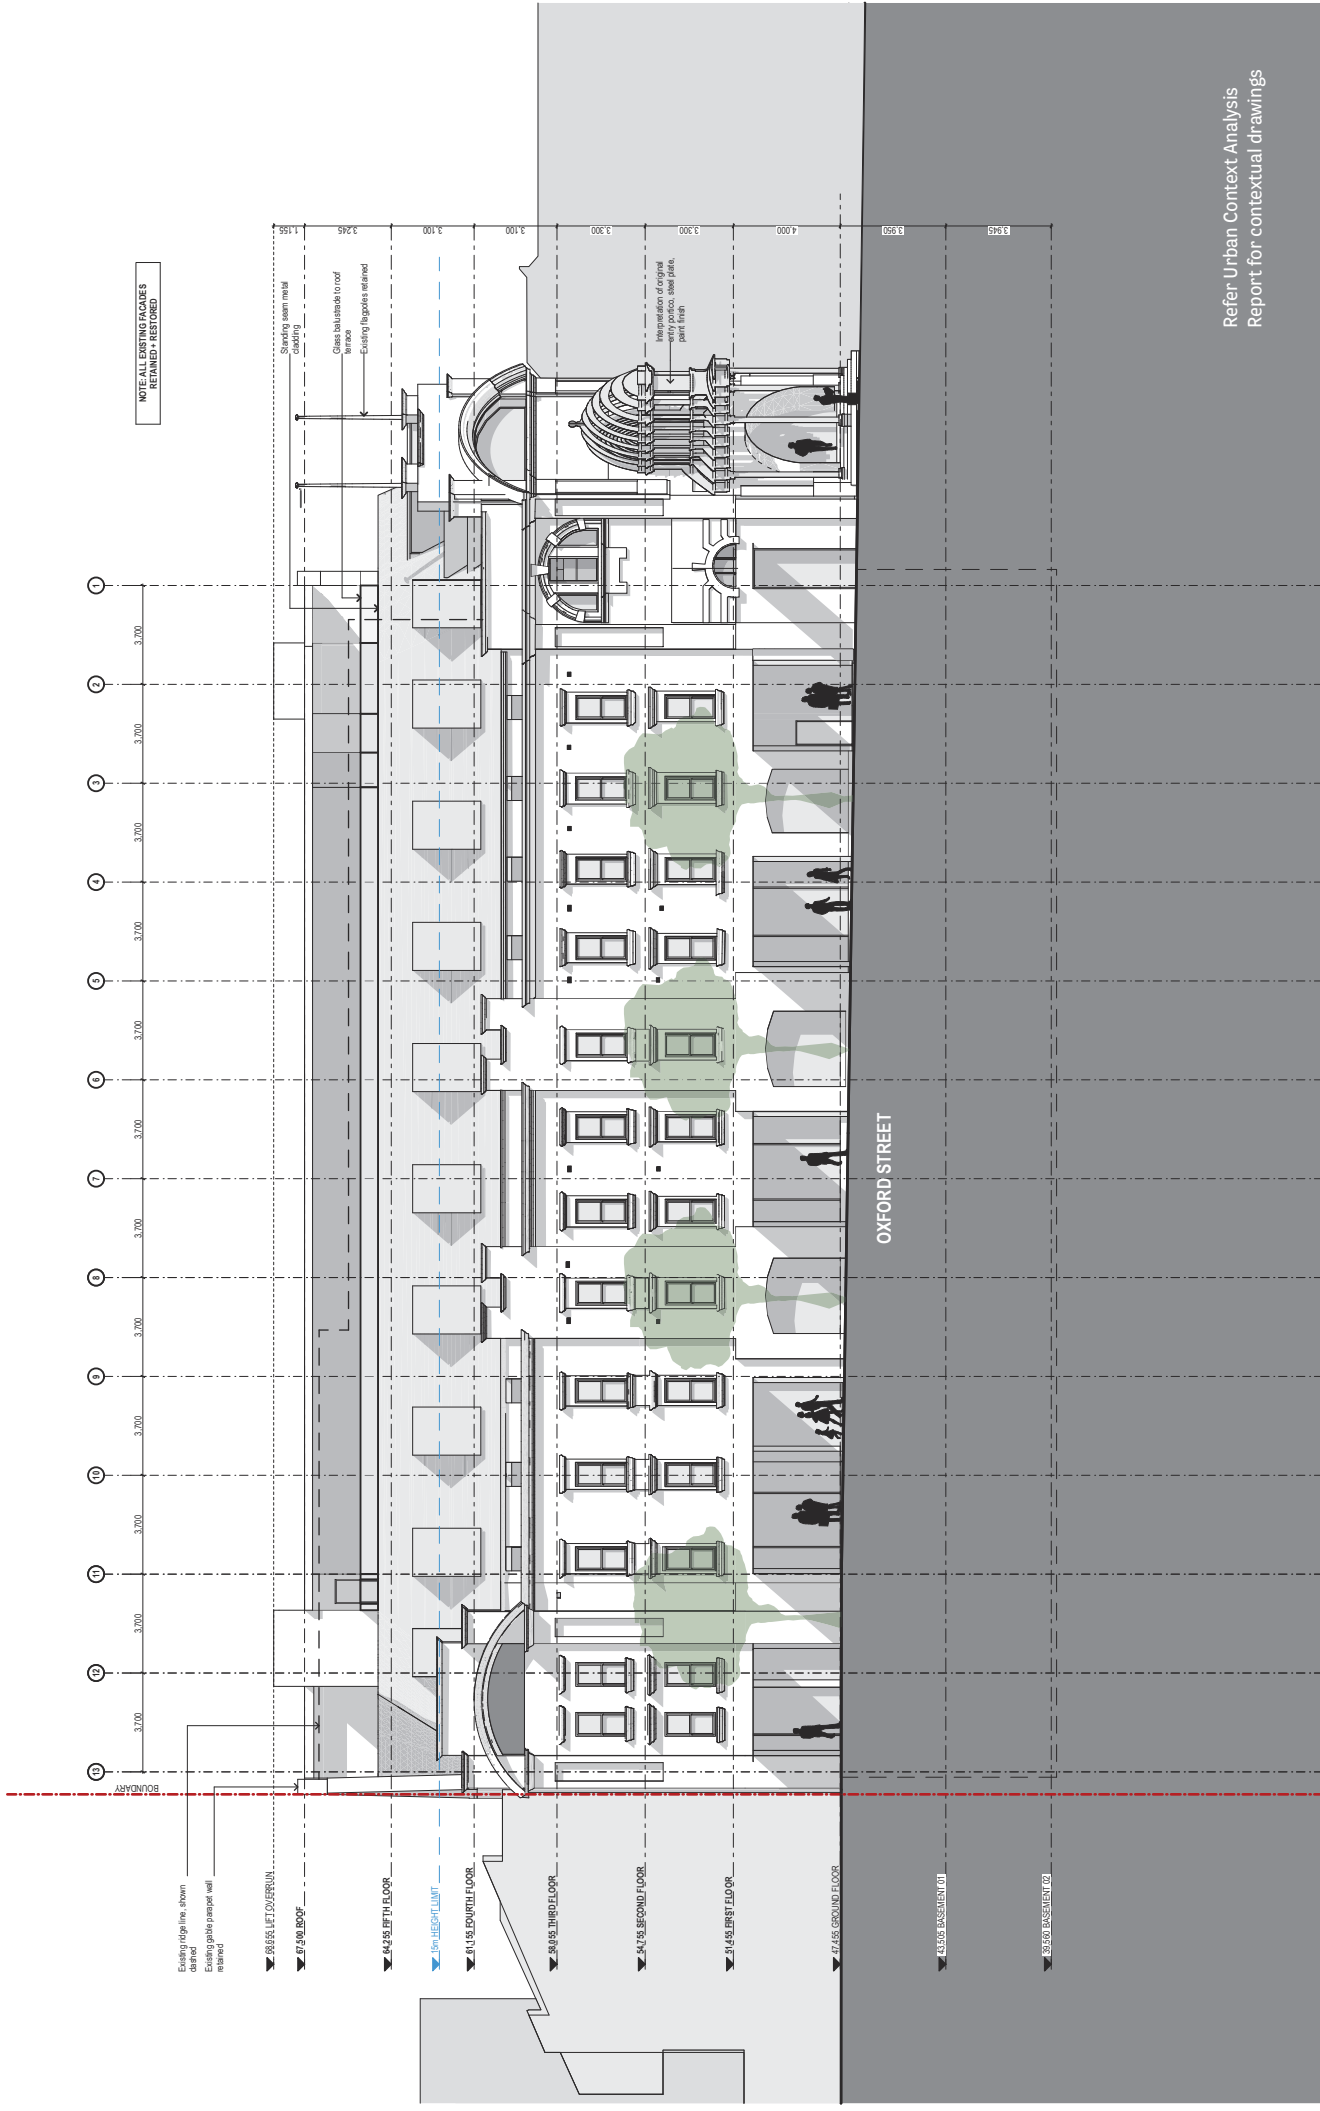 NOTE: ALL EXISTING FACADES
RETAINED + RESTORED
BOUNDARY
13
12
11
10
9
8
7
6
5
4
3
2
1
3,700
3,700
3,700
3,700
3,700
3,700
3,700
3,700
3,700
3,700
3,700
3,700
Existing ridge line, shown
dashed
Existing gable parapet wall
retained
Standing seam metal
cladding
Glass balustrade to roof
terrace
Existing flagpoles retained
Interpretation of original
entry portico, steel plate,
paint finish
68,655 LIFT OVERRUN
67,500 ROOF
64,255 FIFTH FLOOR
15m HEIGHT LIMIT
61,155 FOURTH FLOOR
58,055 THIRD FLOOR
54,755 SECOND FLOOR
51,455 FIRST FLOOR
47,455 GROUND FLOOR
43,505 BASEMENT 01
39,560 BASEMENT 02
1,155
3,245
3,100
3,100
3,300
3,300
4,000
3,950
3,945
OXFORD STREET
Refer Urban Context Analysis
Report for contextual drawings